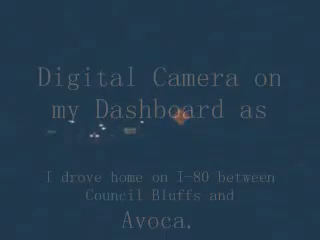 Digital Camera on
my Dashboard as
I drove home on I-80 between
Council Bluffs and
Avoca.